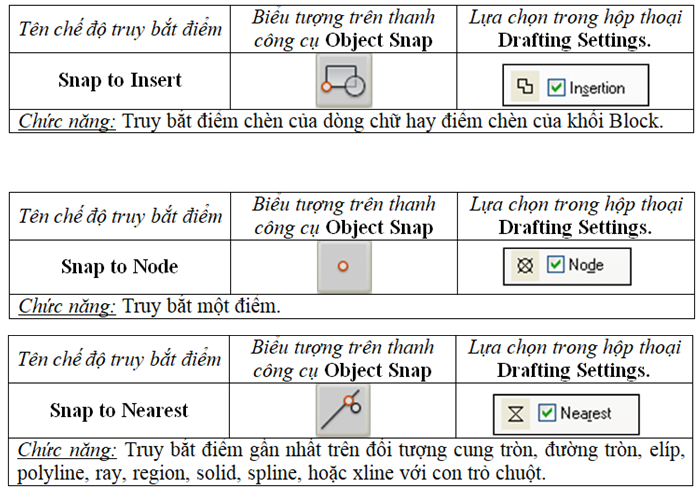 Tên chế độ truy bắt điểm
Biểu tượng trên thanh
công cụ Object Snap
Lựa chọn trong hộp thoại
Drafting Settings.
Snap to Insert
Insertion
Chức năng: Truy bắt điểm chèn của dòng chữ hay điểm chèn của khối Block.
Tên chế độ truy bắt điểm
Biểu tượng trên thanh
công cụ Object Snap
Lựa chọn trong hộp thoại
Drafting Settings.
Snap to Node
Node
Chức năng: Truy bắt một điểm.
Tên chế độ truy bắt điểm
Biểu tượng trên thanh
công cụ Object Snap
Lựa chọn trong hộp thoại
Drafting Settings.
Snap to Nearest
Nearest
Chức năng: Truy bắt điểm gần nhất trên đối tượng cung tròn, đường tròn, elíp,
polyline, ray, region, solid, spline, hoặc xline với con trỏ chuột.